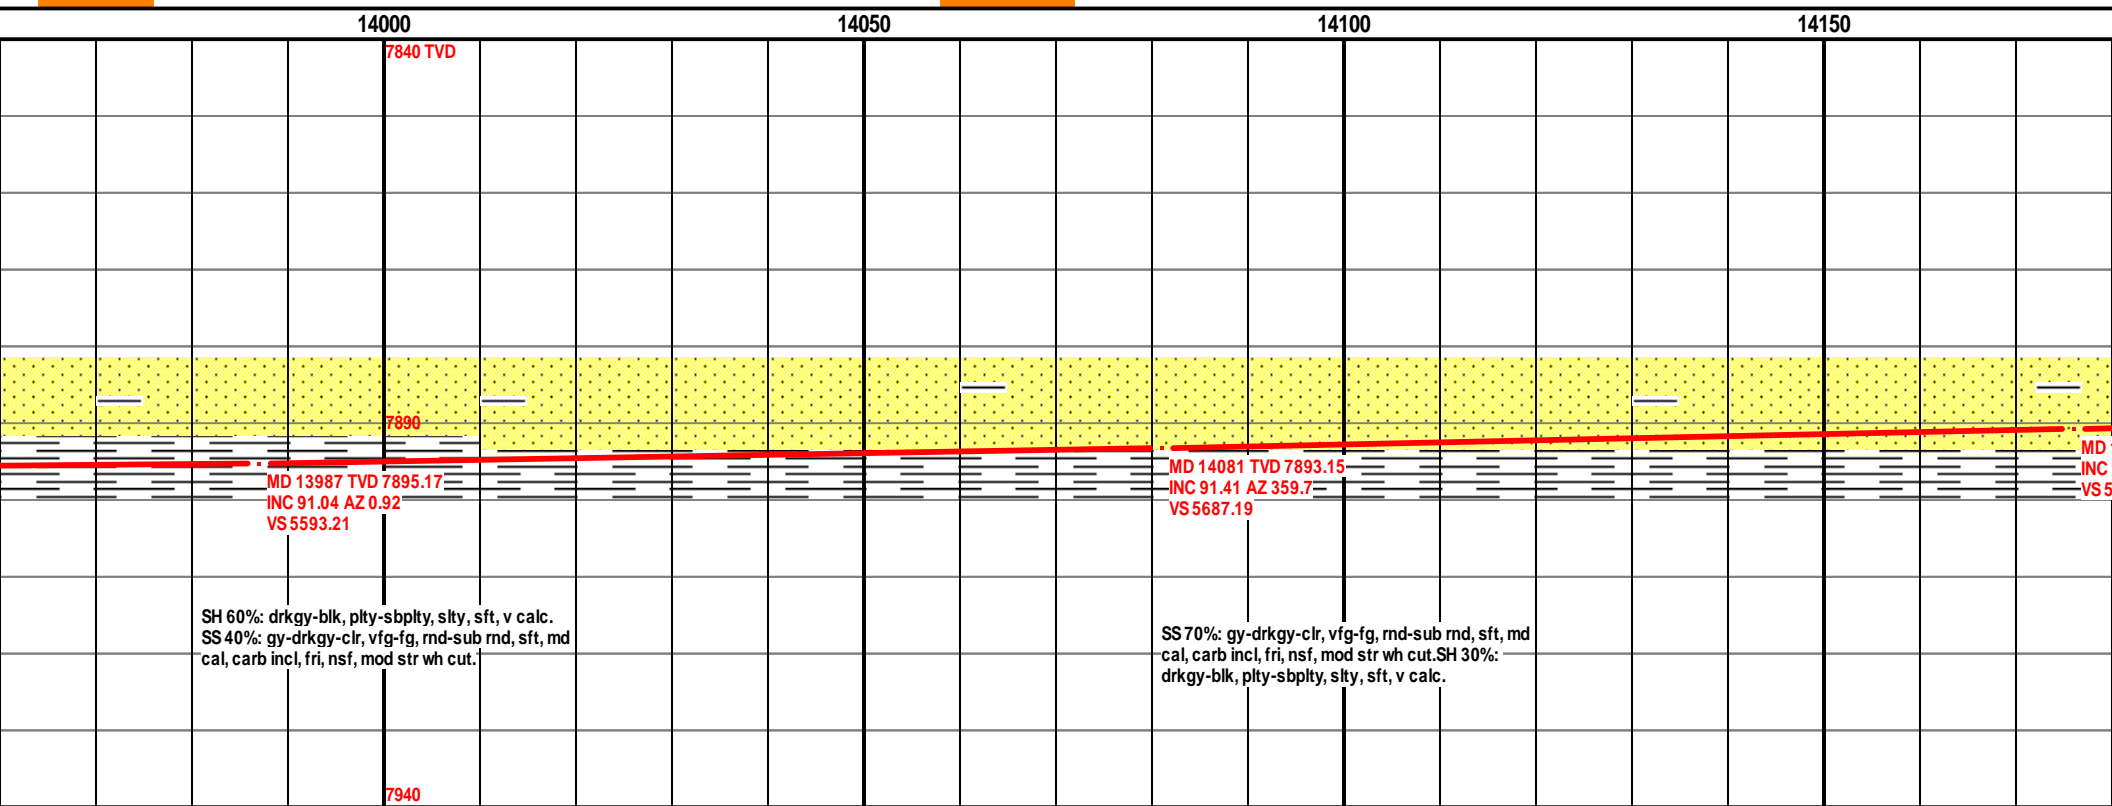 14000 14050 14100 14150
7840 TVD
7890
MD 13987 TVD 7895.17
INC 91.04 AZ 0.92
VS 5593.21
MD 14081 TVD 7893.15
INC 91.41 AZ 359.7
VS 5687.19
MD
INC
VS 5
SH 60%: drkgy-blk, plty-sbplty, slty, sft, v calc.
SS 40%: gy-drkgy-clr, vfg-fg, rnd-sub rnd, sft, md
cal, carb incl, fri, nsf, mod str wh cut.
SS 70%: gy-drkgy-clr, vfg-fg, rnd-sub rnd, sft, md
cal, carb incl, fri, nsf, mod str wh cut.SH 30%:
drkgy-blk, plty-sbplty, slty, sft, v calc.
7940